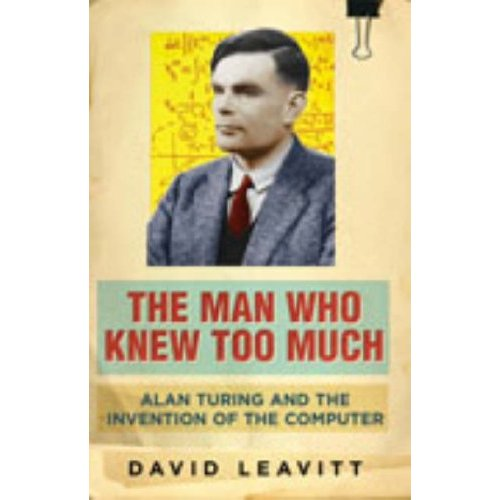 THE MAN WHO
KNEW TOO MUCH
ALAN TURING AND THE
INVENTION OF THE COMPUTER
DAVID LEAVITT